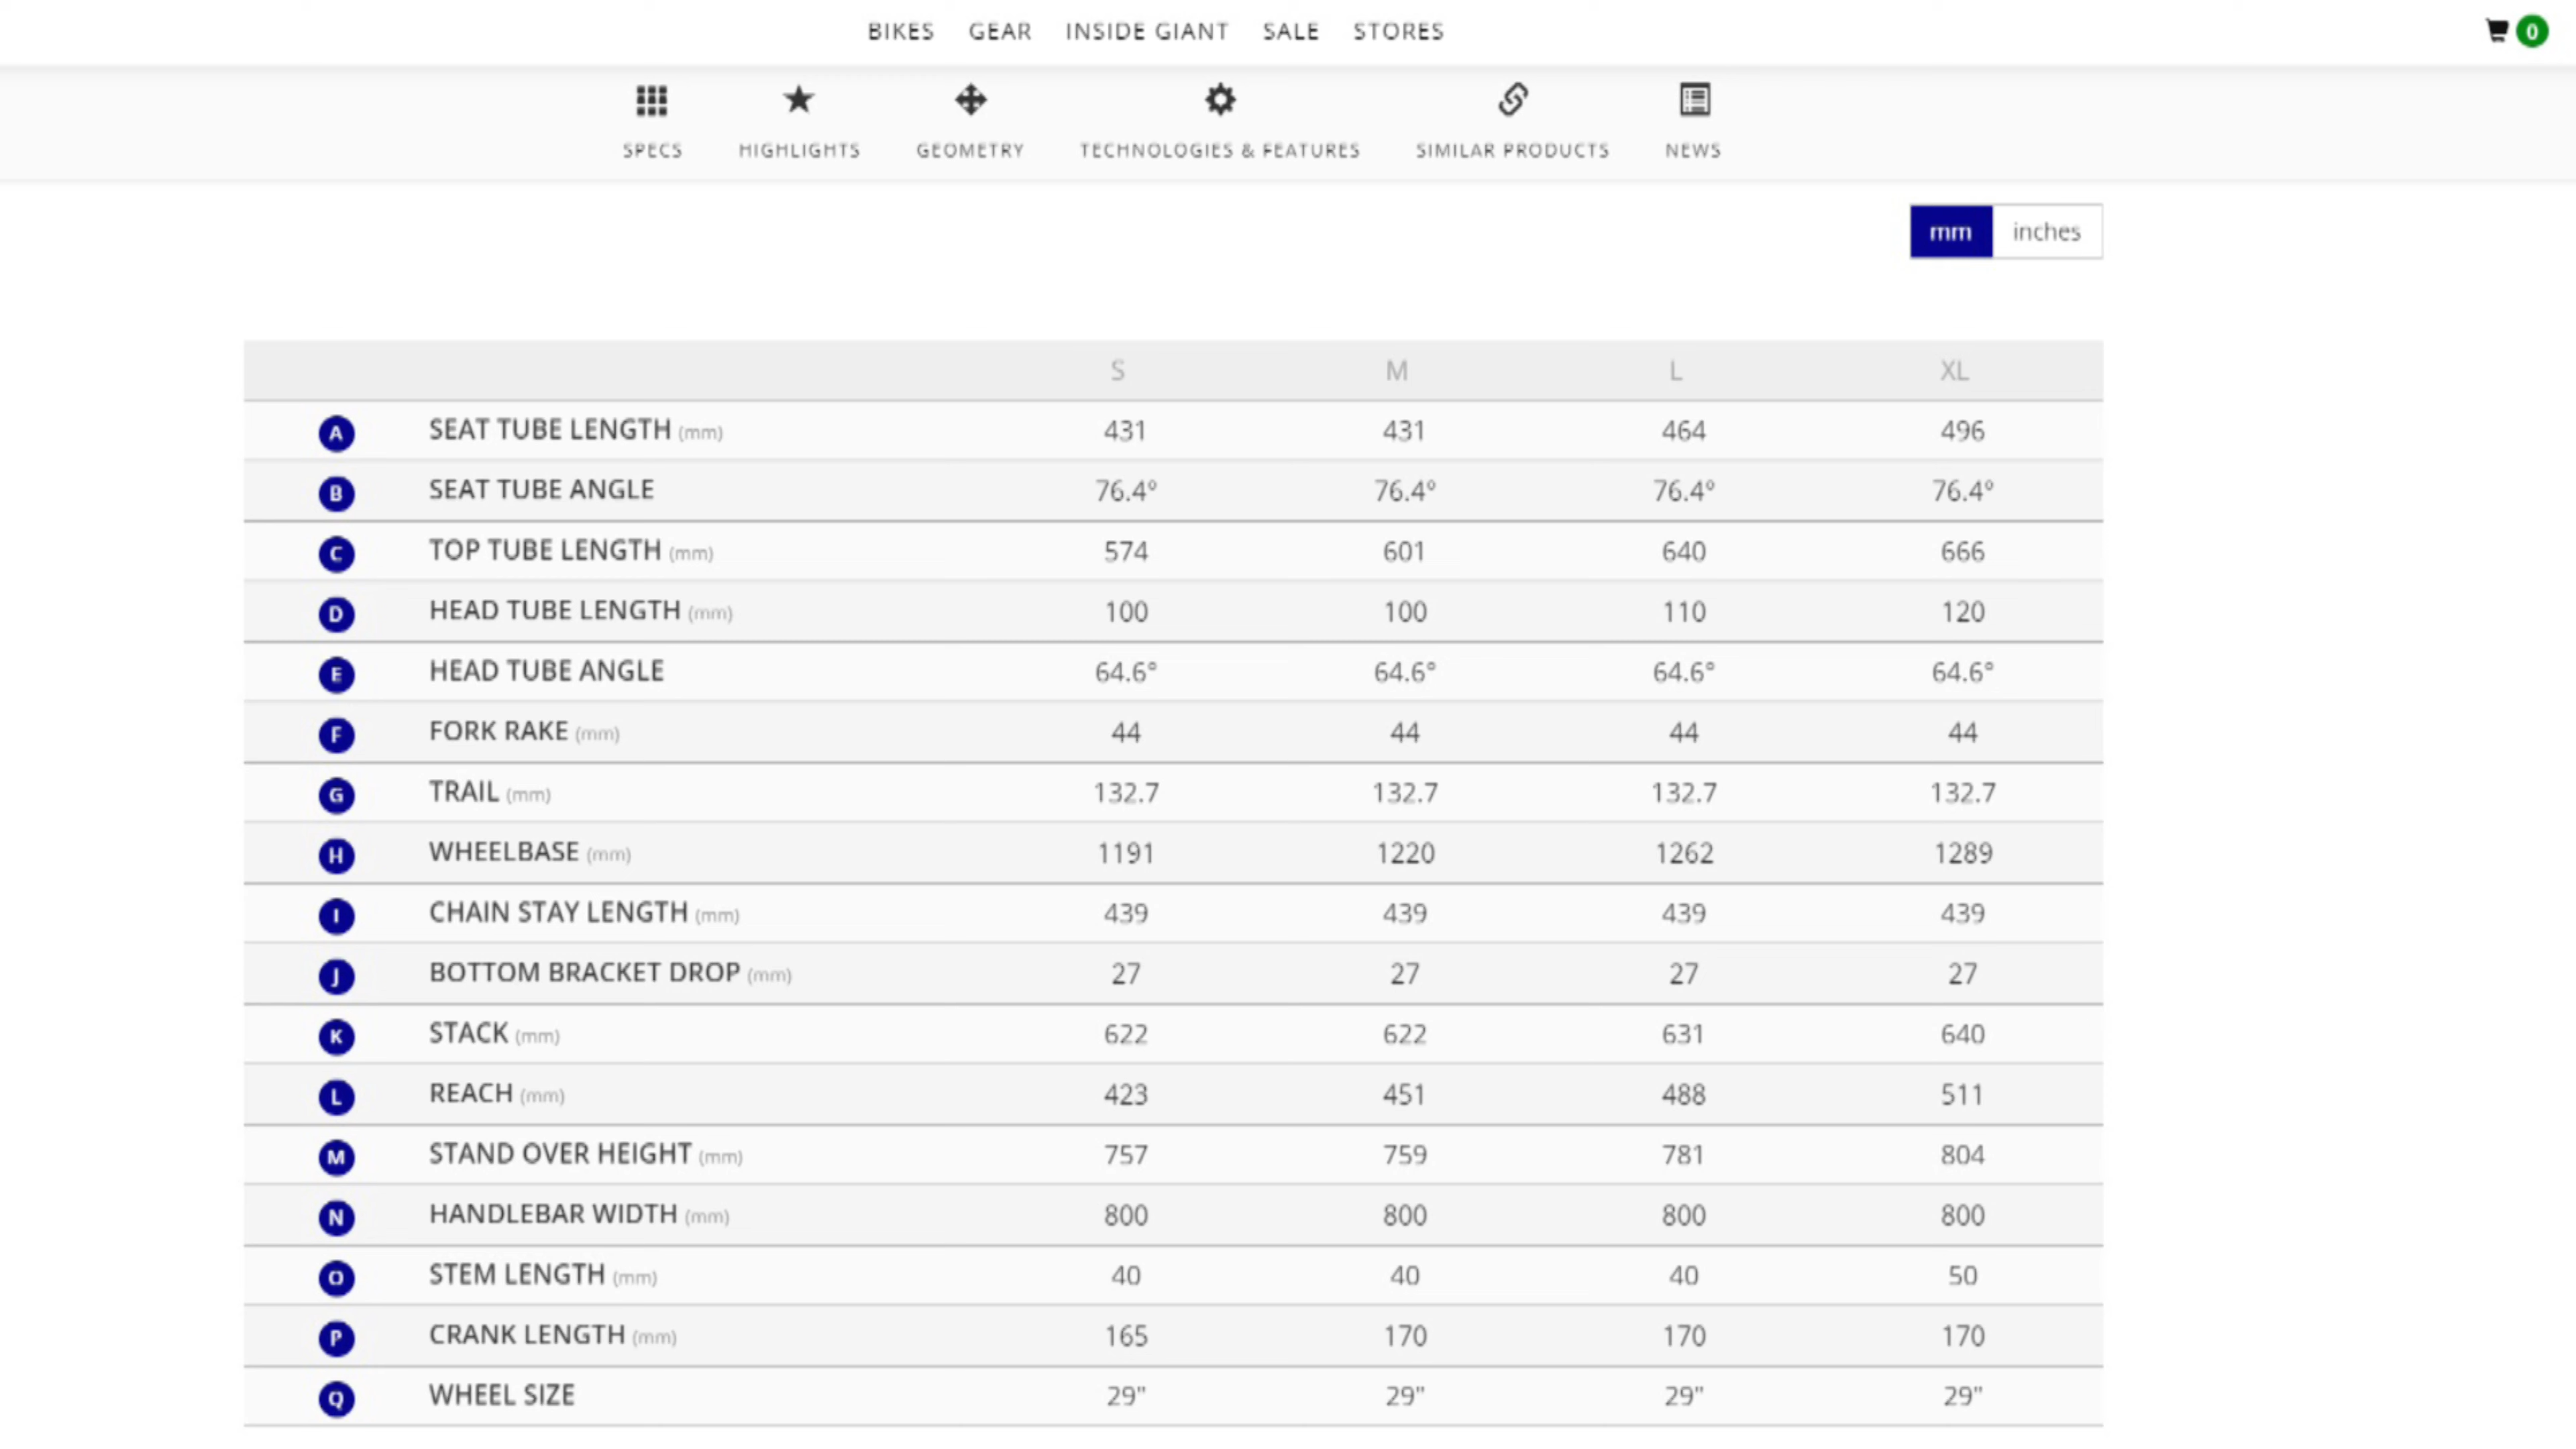 BIKES GEAR INSIDE GIANT SALE STORES 0
SPECS HIGHLIGHTS GEOMETRY TECHNOLOGIES & FEATURES SIMILAR PRODUCTS NEWS
mm inches
S M L XL
A SEAT TUBE LENGTH (mm) 431 431 464 496
B SEAT TUBE ANGLE 76.4º 76.4º 76.4º 76.4º
C TOP TUBE LENGTH (mm) 574 601 640 666
D HEAD TUBE LENGTH (mm) 100 100 110 120
E HEAD TUBE ANGLE 64.6° 64.6° 64.6° 64.6°
F FORK RAKE (mm) 44 44 44 44
G TRAIL (mm) 132.7 132.7 132.7 132.7
H WHEELBASE (mm) 1191 1220 1262 1289
I CHAIN STAY LENGTH (mm) 439 439 439 439
J BOTTOM BRACKET DROP (mm) 27 27 27 27
K STACK (mm) 622 622 631 640
L REACH (mm) 423 451 488 511
M STAND OVER HEIGHT (mm) 757 759 781 804
N HANDLEBAR WIDTH (mm) 800 800 800 800
O STEM LENGTH (mm) 40 40 40 50
P CRANK LENGTH (mm) 165 170 170 170
Q WHEEL SIZE 29" 29" 29" 29"